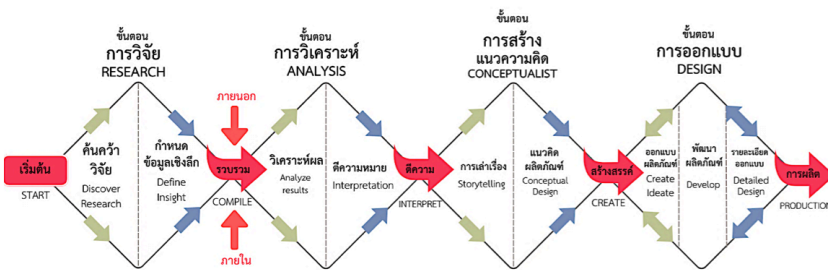 ขั้นตอน
การวิจัย
RESEARCH
ขั้นตอน
การวิเคราะห์
ANALYSIS
ขั้นตอน
การสร้าง
แนวความคิด
CONCEPTUALIST
ขั้นตอน
การออกแบบ
DESIGN
เริ่มต้น
START
ค้นคว้า
วิจัย
Discover
Research
กำหนด
ข้อมูลเชิงลึก
Define
Insight
ภายนอก
รวบรวม
COMPILE
ภายใน
วิเคราะห์ผล
Analyze
results
ตีความหมาย
Interpretation
ตีความ
INTERPRET
การเล่าเรื่อง
Storytelling
แนวคิด
ผลิตภัณฑ์
Conceptual
Design
สร้างสรรค์
CREATE
ออกแบบ
ผลิตภัณฑ์
Create
Ideate
พัฒนา
ผลิตภัณฑ์
Develop
รายละเอียด
ออกแบบ
Detailed
Design
การผลิต
PRODUCTION